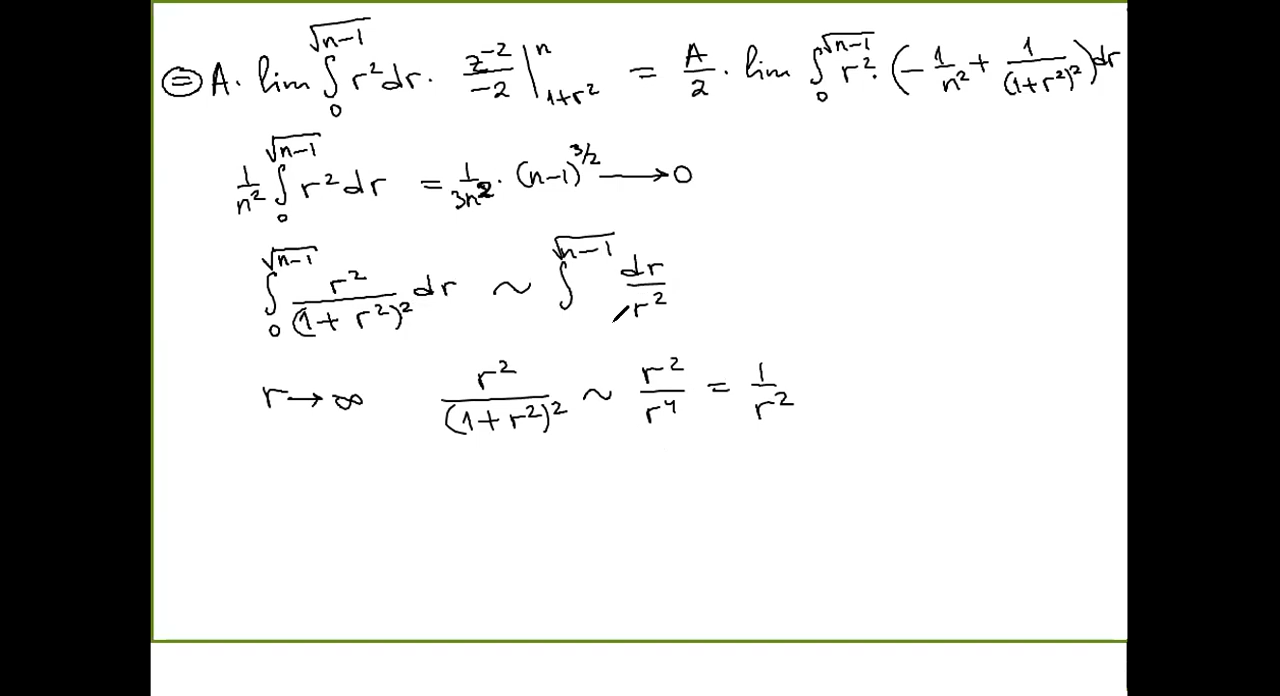 ⊜ A · lim ∫₀^{√(n−1)} r² dr · z⁻²/−2 |_{1+r²}^{n} = A/2 · lim ∫₀^{√(n−1)} r² · (−1/n² + 1/(1+r²)²) dr
1/n² ∫₀^{√(n−1)} r² dr = 1/3n² · (n−1)^{3/2} → 0
∫₀^{√(n−1)} r²/(1+r²)² dr ~ ∫^{√(n−1)} dr/r²
r → ∞ r²/(1+r²)² ~ r²/r⁴ = 1/r²